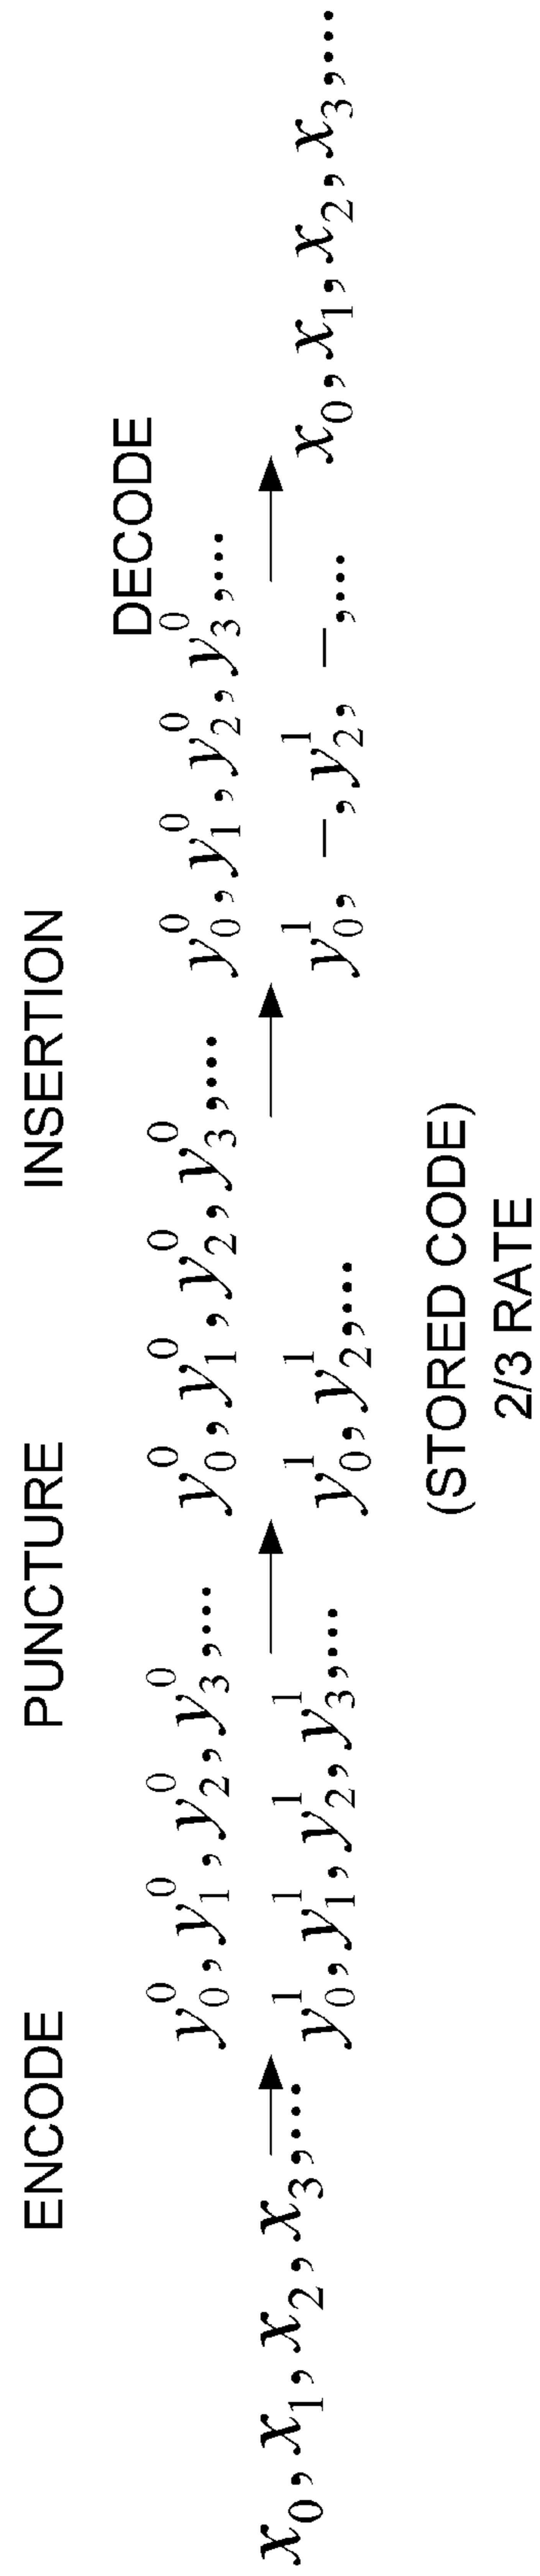 ENCODE PUNCTURE INSERTION
DECODE
x₀, x₁, x₂, x₃,... → y₀⁰, y₁⁰, y₂⁰, y₃⁰,... → y₀⁰, y₁⁰, y₂⁰, y₃⁰,... → y₀⁰, y₁⁰, y₂⁰, y₃⁰,... → x₀, x₁, x₂, x₃,...
y₀¹, y₁¹, y₂¹, y₃¹,... y₀¹, y₂¹,... y₀¹, –, y₂¹, –,...
(STORED CODE)
2/3 RATE